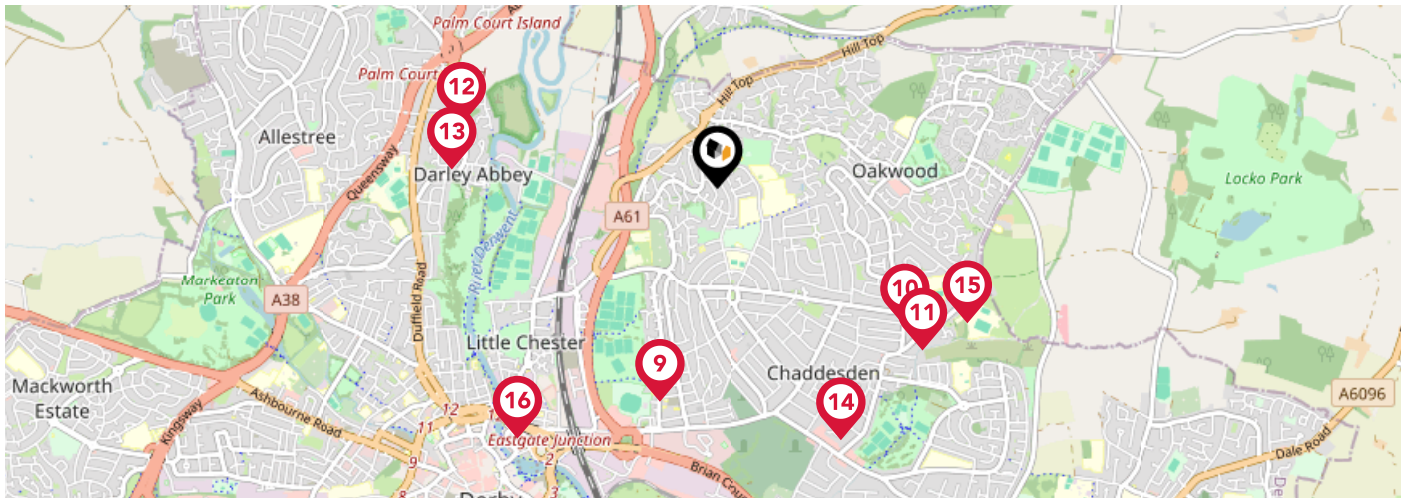 Palm Court Island
Hill Top
Palm Court
12
Hill Top
13
Allestree
Queensway
Darley Abbey
Oakwood
Locko Park
A61
River Derwent
Markeaton
Park
A38
Duffield Road
10
15
11
Little Chester
9
Chaddesden
Mackworth
Estate
Ashbourne Road
16
14
A6096
12
11
Kingsway
Eastgate Junction
Dale Road
9
2
Brian
8
3
Derby